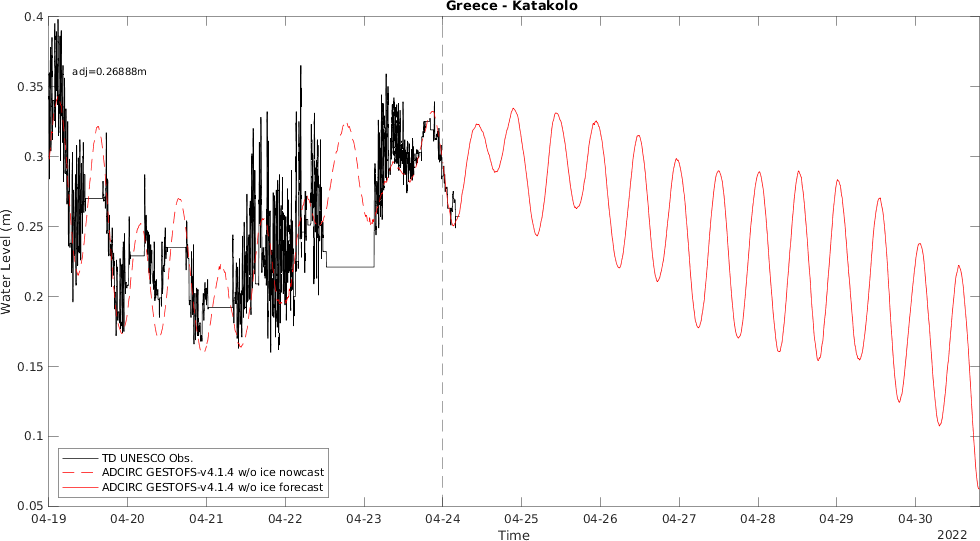 Greece - Katakolo
adj=0.26888m
0.4
0.35
0.3
0.25
0.2
0.15
0.1
0.05
Water Level (m)
TD UNESCO Obs.
ADCIRC GESTOFS-v4.1.4 w/o ice nowcast
ADCIRC GESTOFS-v4.1.4 w/o ice forecast
04-19 04-20 04-21 04-22 04-23 04-24 04-25 04-26 04-27 04-28 04-29 04-30
Time
2022